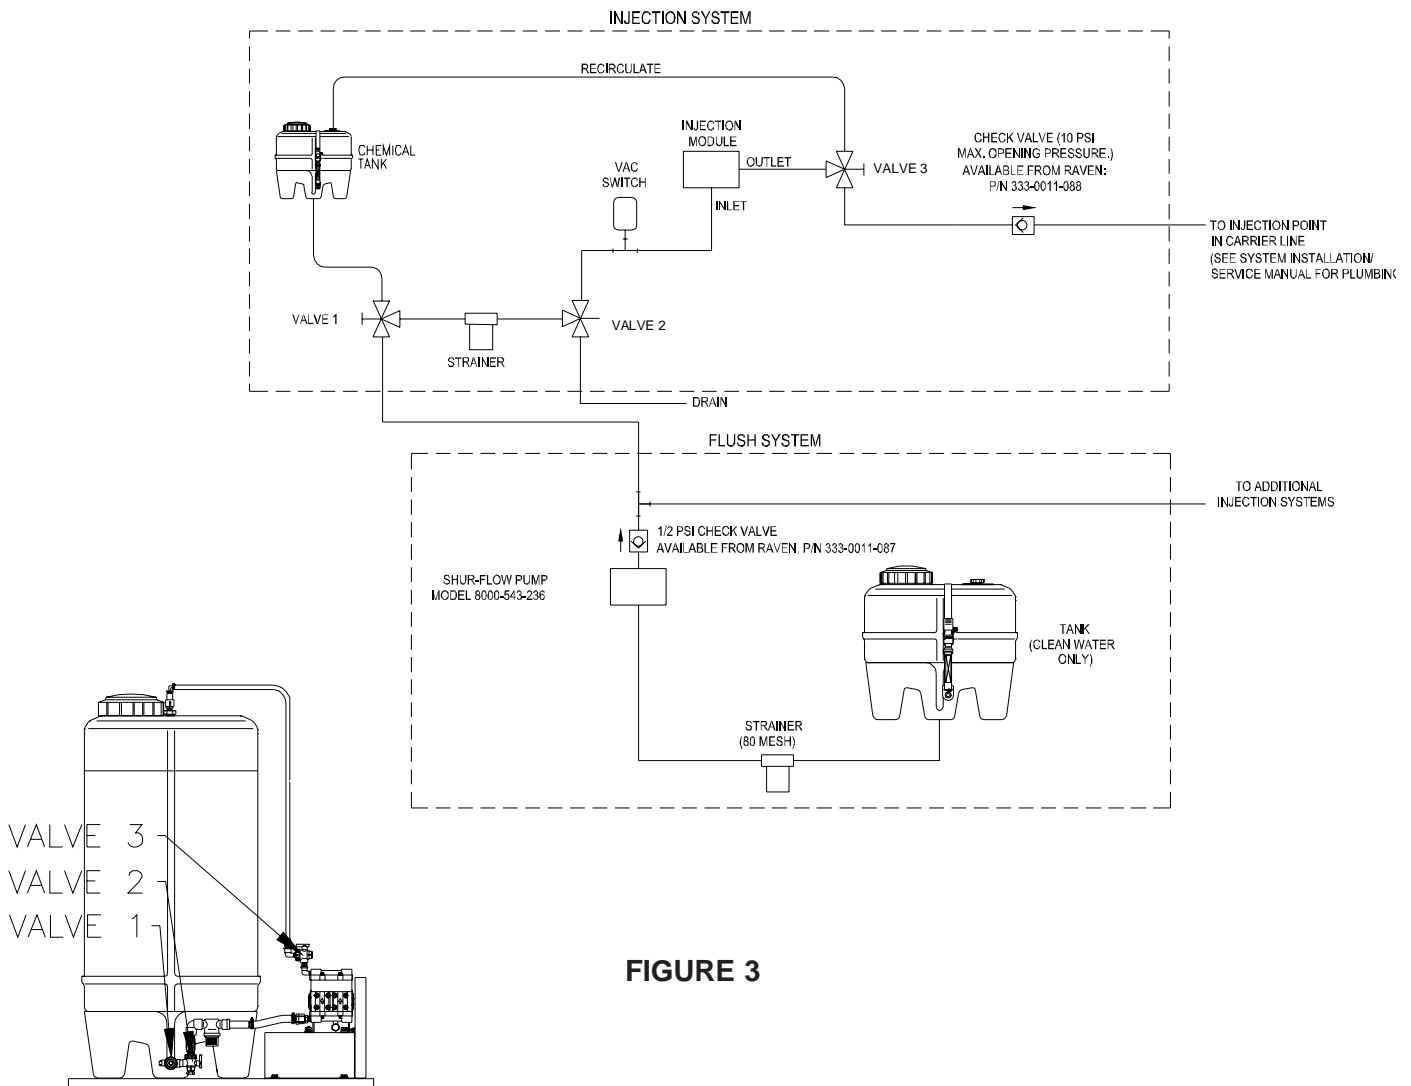 INJECTION SYSTEM
RECIRCULATE
CHEMICAL
TANK
INJECTION
MODULE
OUTLET
INLET
VAC
SWITCH
VALVE 3
CHECK VALVE (10 PSI
MAX. OPENING PRESSURE.)
AVAILABLE FROM RAVEN:
P/N 333-0011-088
TO INJECTION POINT
IN CARRIER LINE
(SEE SYSTEM INSTALLATION/
SERVICE MANUAL FOR PLUMBING
VALVE 1
STRAINER
VALVE 2
DRAIN
FLUSH SYSTEM
TO ADDITIONAL
INJECTION SYSTEMS
1/2 PSI CHECK VALVE
AVAILABLE FROM RAVEN, P/N 333-0011-087
SHUR-FLOW PUMP
MODEL 8000-543-236
TANK
(CLEAN WATER
ONLY)
STRAINER
(80 MESH)
VALVE 3
VALVE 2
VALVE 1
FIGURE 3